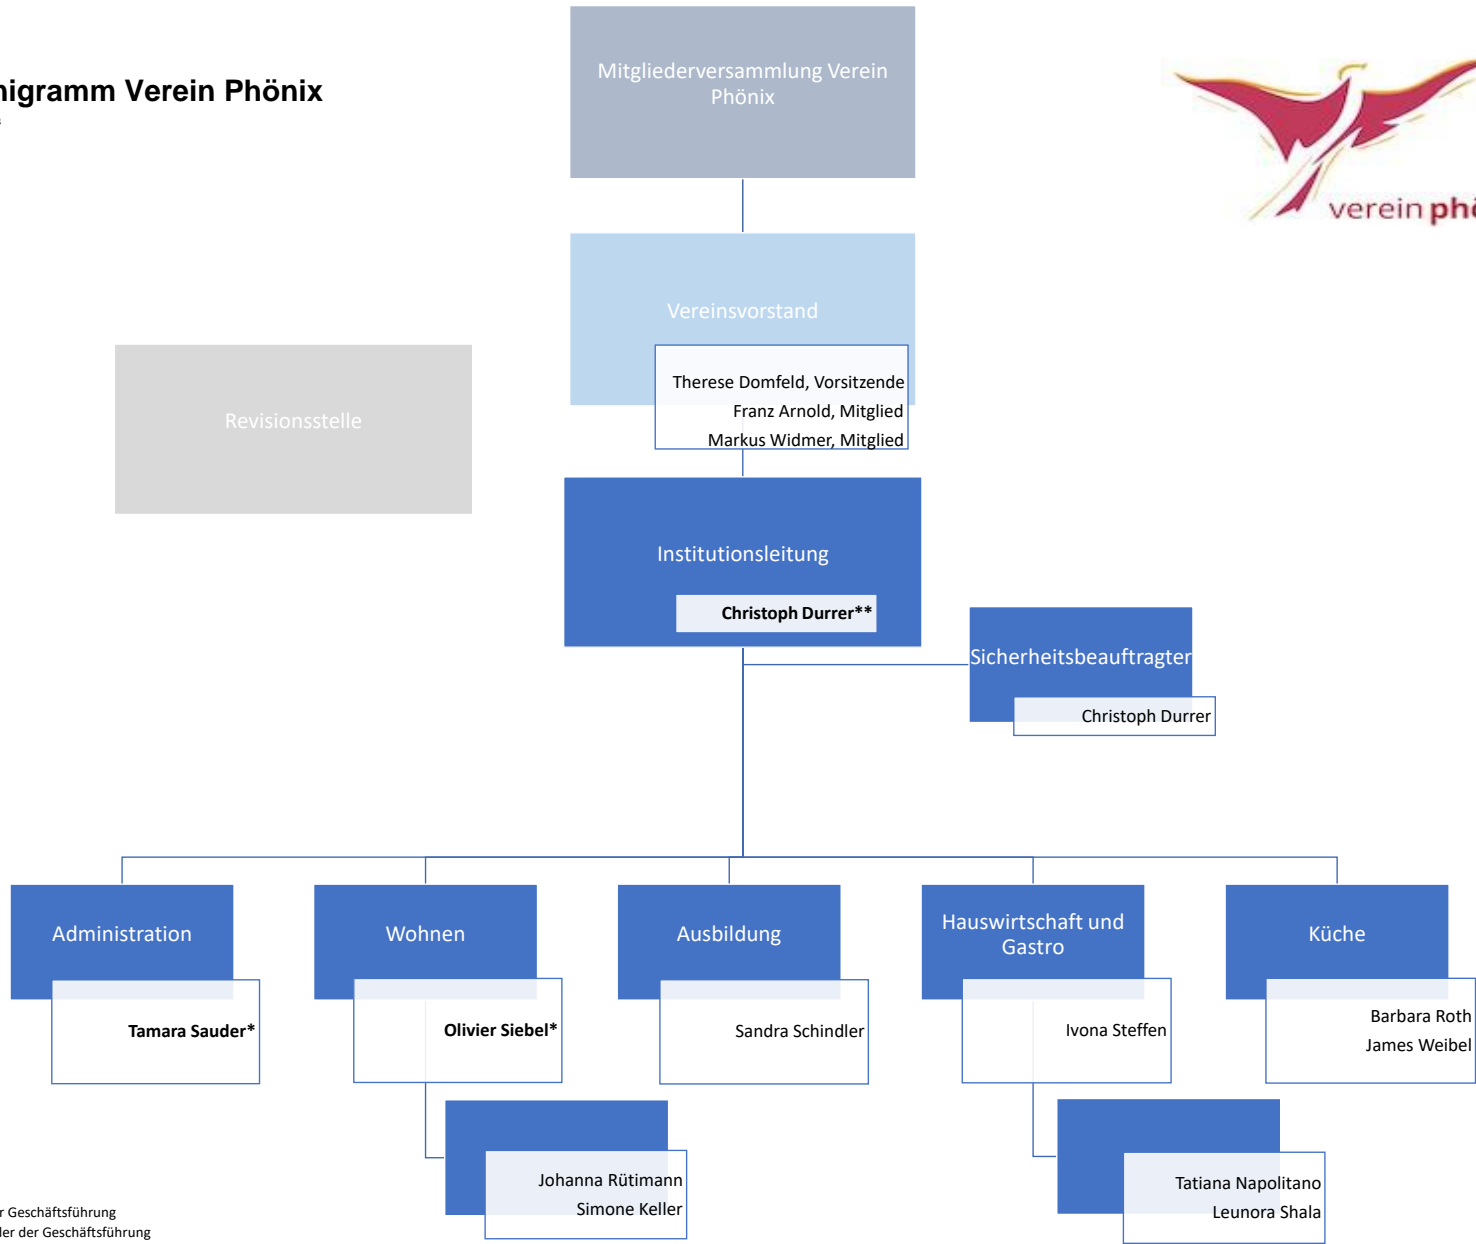 nigramm Verein Phönix
Mitgliederversammlung Verein
Phönix
verein phö
Vereinsvorstand
Therese Domfeld, Vorsitzende
Franz Arnold, Mitglied
Markus Widmer, Mitglied
Revisionsstelle
Institutionsleitung
Christoph Durrer**
Sicherheitsbeauftragter
Christoph Durrer
Administration
Tamara Sauder*
Wohnen
Olivier Siebel*
Ausbildung
Sandra Schindler
Hauswirtschaft und
Gastro
Ivona Steffen
Küche
Barbara Roth
James Weibel
Johanna Rütimann
Simone Keller
Tatiana Napolitano
Leunora Shala
r Geschäftsführung
der der Geschäftsführung